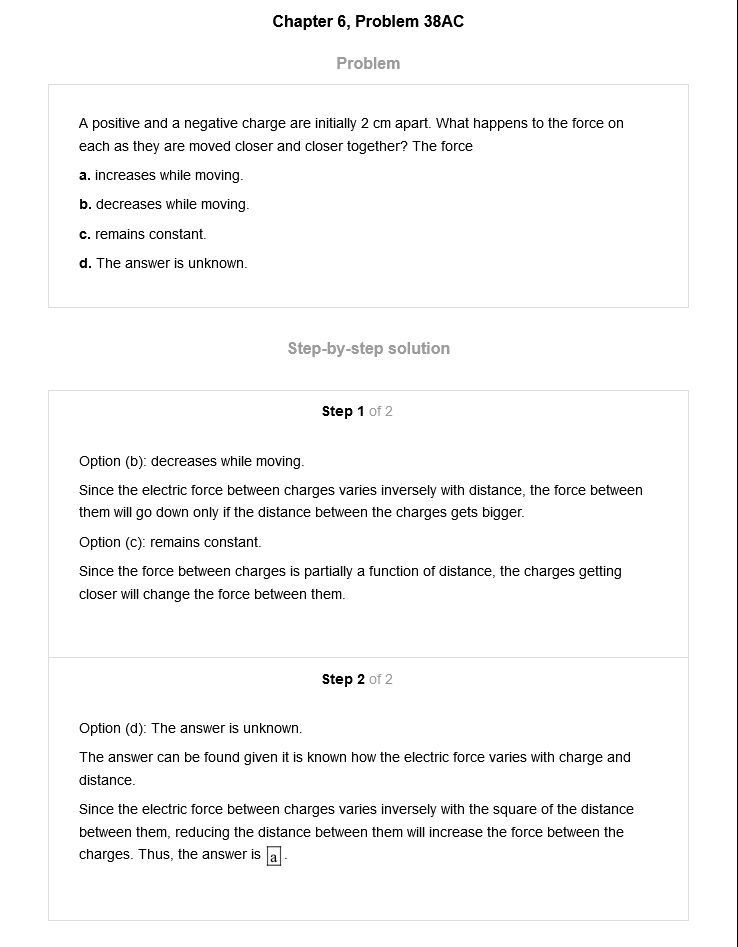 Chapter 6, Problem 38AC
Problem
A positive and a negative charge are initially 2 cm apart. What happens to the force on
each as they are moved closer and closer together? The force
a. increases while moving.
b. decreases while moving.
c. remains constant.
d. The answer is unknown.
Step-by-step solution
Step 1 of 2
Option (b): decreases while moving.
Since the electric force between charges varies inversely with distance, the force between
them will go down only if the distance between the charges gets bigger.
Option (c): remains constant.
Since the force between charges is partially a function of distance, the charges getting
closer will change the force between them.
Step 2 of 2
Option (d): The answer is unknown.
The answer can be found given it is known how the electric force varies with charge and
distance.
Since the electric force between charges varies inversely with the square of the distance
between them, reducing the distance between them will increase the force between the
charges. Thus, the answer is a.